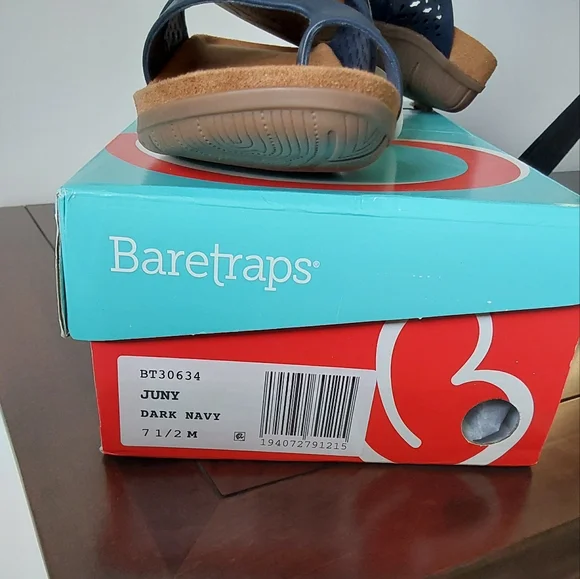 Baretraps®
BT30634
JUNY
DARK NAVY
7 1/2 M
194072791215